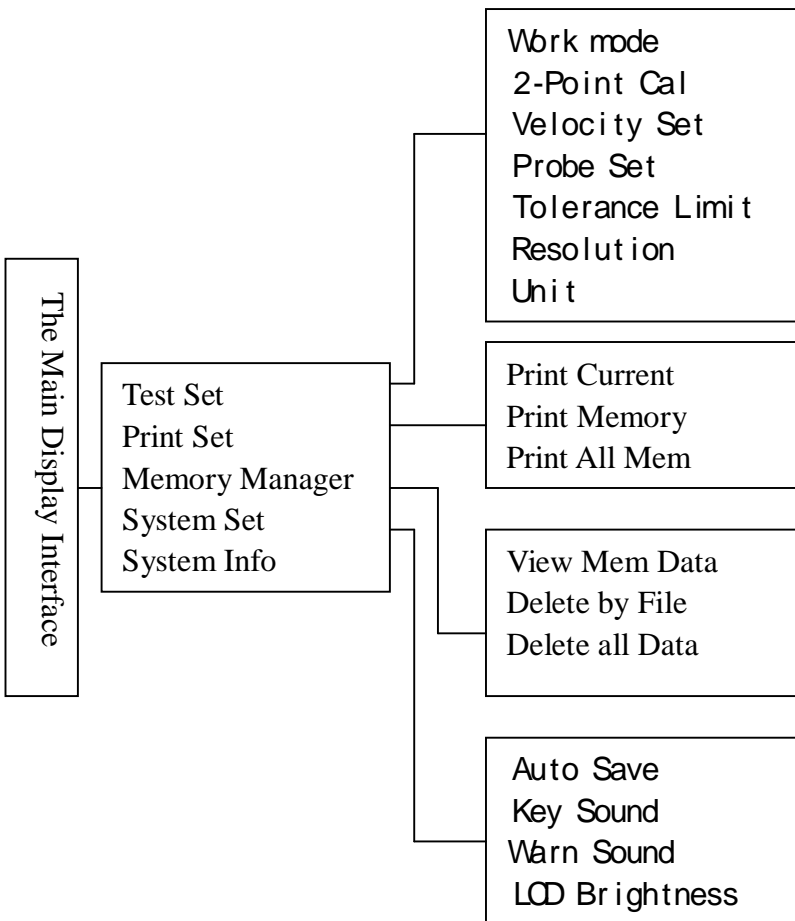 The Main Display Interface
Test Set
Print Set
Memory Manager
System Set
System Info
Work mode
2-Point Cal
Velocity Set
Probe Set
Tolerance Limit
Resolution
Unit
Print Current
Print Memory
Print All Mem
View Mem Data
Delete by File
Delete all Data
Auto Save
Key Sound
Warn Sound
LCD Brightness